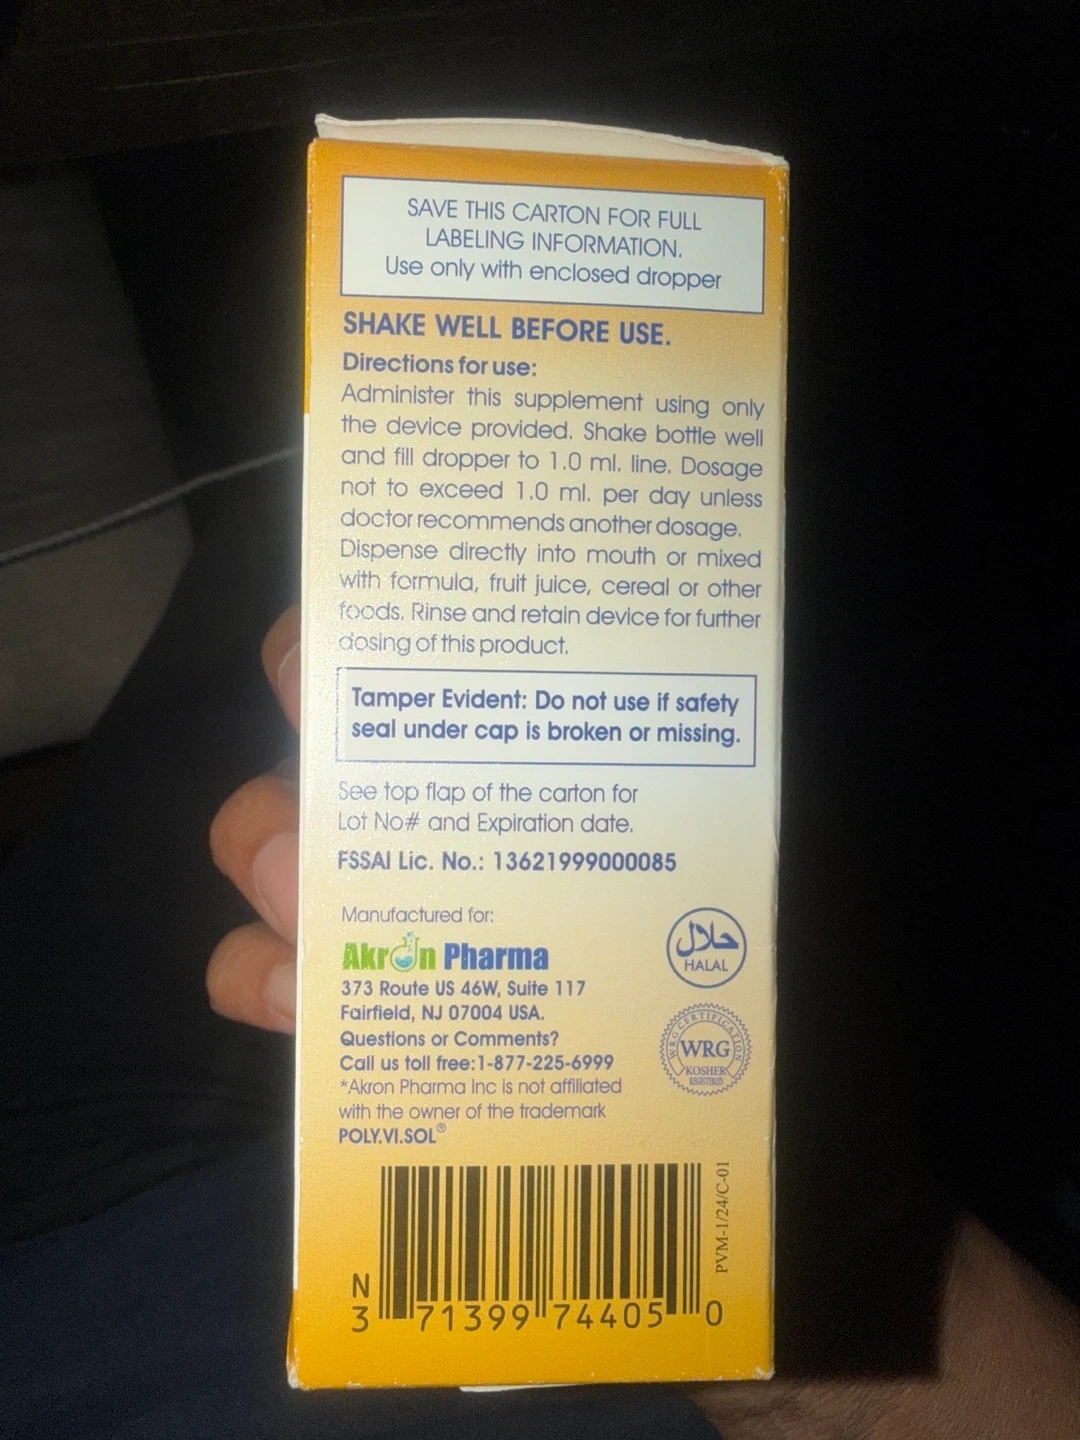 SAVE THIS CARTON FOR FULL
LABELING INFORMATION.
Use only with enclosed dropper
SHAKE WELL BEFORE USE.
Directions for use:
Administer this supplement using only
the device provided. Shake bottle well
and fill dropper to 1.0 ml. line. Dosage
not to exceed 1.0 ml. per day unless
doctor recommends another dosage.
Dispense directly into mouth or mixed
with formula, fruit juice, cereal or other
foods. Rinse and retain device for further
dosing of this product.
Tamper Evident: Do not use if safety
seal under cap is broken or missing.
See top flap of the carton for
Lot No# and Expiration date.
FSSAI Lic. No.: 13621999000085
Manufactured for:
Akron Pharma
373 Route US 46W, Suite 117
Fairfield, NJ 07004 USA.
Questions or Comments?
Call us toll free:1-877-225-6999
*Akron Pharma Inc is not affiliated
with the owner of the trademark
POLY.VI.SOL®
حلال
HALAL
WRG CERTIFICATION
WRG
KOSHER
REGISTERED
PVM-1/24/C-01
N
3 71399 74405 0